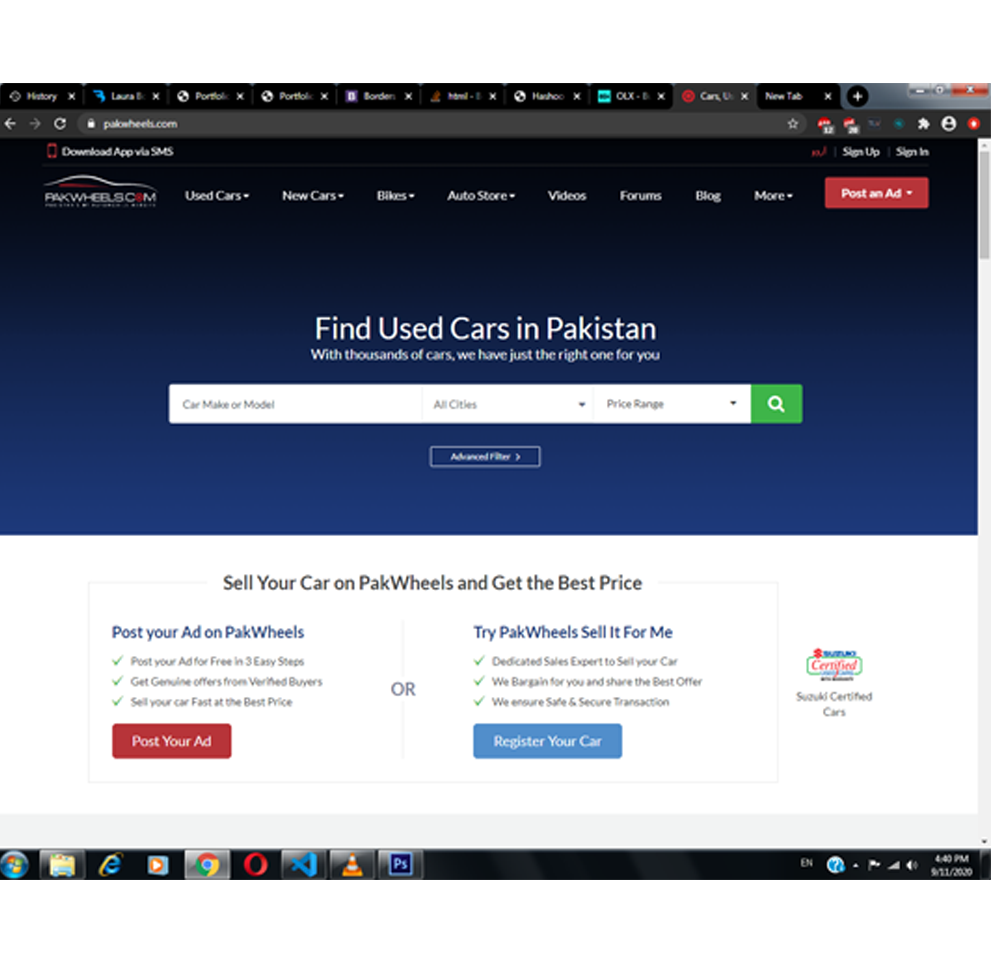 History
Laura B
Portfoli
Portfoli
Border
html - B
Hashoo
OLX - B
Cars, U
New Tab
pakwheels.com
12
20
Download App via SMS
اُردو | Sign Up | Sign In
PAKWHEELS.COM
Used Cars
New Cars
Bikes
Auto Store
Videos
Forums
Blog
More
Post an Ad
Find Used Cars in Pakistan
With thousands of cars, we have just the right one for you
Car Make or Model
All Cities
Price Range
Advanced Filter >
Sell Your Car on PakWheels and Get the Best Price
Post your Ad on PakWheels
Post your Ad for Free in 3 Easy Steps
Get Genuine offers from Verified Buyers
Sell your car Fast at the Best Price
Post Your Ad
OR
Try PakWheels Sell It For Me
Dedicated Sales Expert to Sell your Car
We Bargain for you and share the Best Offer
We ensure Safe & Secure Transaction
Register Your Car
SUZUKI
Certified
Suzuki Certified
Cars
Ps
EN
4:40 PM
9/11/2020